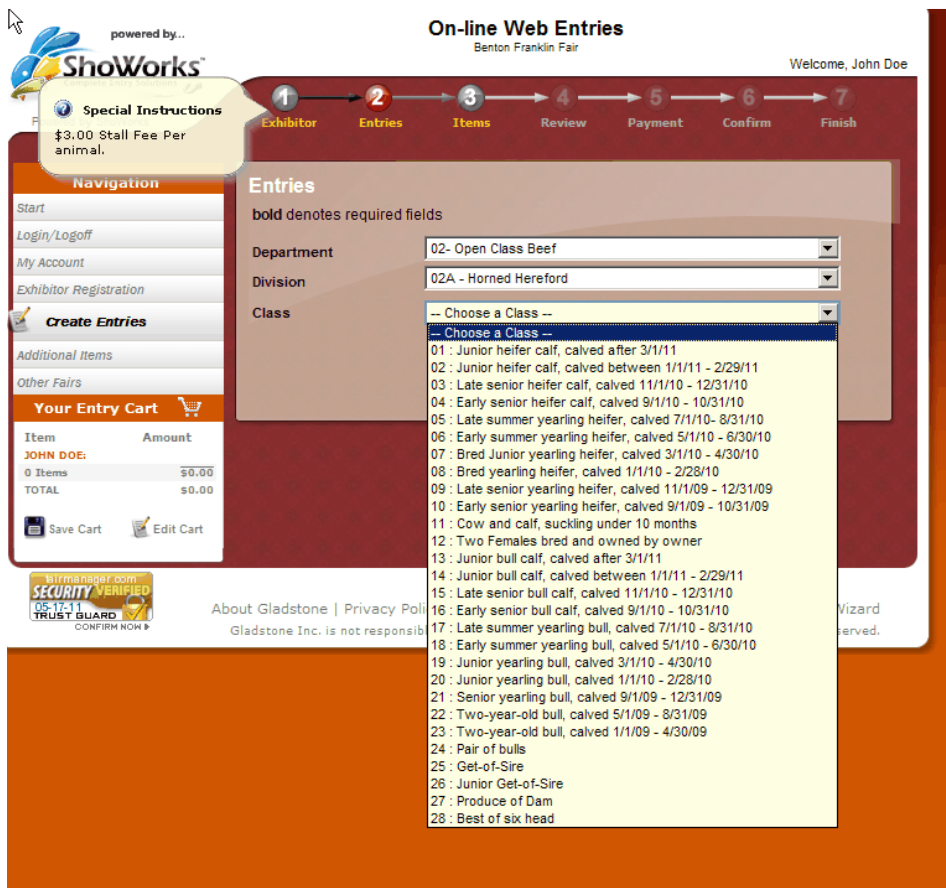 powered by...
ShoWorks
On-line Web Entries
Benton Franklin Fair
Welcome, John Doe
Special Instructions
$3.00 Stall Fee Per
animal.
1 2 3 4 5 6 7
Exhibitor Entries Items Review Payment Confirm Finish
Navigation
Start
Login/Logoff
My Account
Exhibitor Registration
Create Entries
Additional Items
Other Fairs
Your Entry Cart
Item Amount
JOHN DOE:
0 Items $0.00
TOTAL $0.00
Save Cart Edit Cart
Entries
bold denotes required fields
Department 02- Open Class Beef
Division 02A - Horned Hereford
Class -- Choose a Class --
-- Choose a Class --
01 : Junior heifer calf, calved after 3/1/11
02 : Junior heifer calf, calved between 1/1/11 - 2/29/11
03 : Late senior heifer calf, calved 11/1/10 - 12/31/10
04 : Early senior heifer calf, calved 9/1/10 - 10/31/10
05 : Late summer yearling heifer, calved 7/1/10- 8/31/10
06 : Early summer yearling heifer, calved 5/1/10 - 6/30/10
07 : Bred Junior yearling heifer, calved 3/1/10 - 4/30/10
08 : Bred yearling heifer, calved 1/1/10 - 2/28/10
09 : Late senior yearling heifer, calved 11/1/09 - 12/31/09
10 : Early senior yearling heifer, calved 9/1/09 - 10/31/09
11 : Cow and calf, suckling under 10 months
12 : Two Females bred and owned by owner
13 : Junior bull calf, calved after 3/1/11
14 : Junior bull calf, calved between 1/1/11 - 2/29/11
15 : Late senior bull calf, calved 11/1/10 - 12/31/10
16 : Early senior bull calf, calved 9/1/10 - 10/31/10
17 : Late summer yearling bull, calved 7/1/10 - 8/31/10
18 : Early summer yearling bull, calved 5/1/10 - 6/30/10
19 : Junior yearling bull, calved 3/1/10 - 4/30/10
20 : Junior yearling bull, calved 1/1/10 - 2/28/10
21 : Senior yearling bull, calved 9/1/09 - 12/31/09
22 : Two-year-old bull, calved 5/1/09 - 8/31/09
23 : Two-year-old bull, calved 1/1/09 - 4/30/09
24 : Pair of bulls
25 : Get-of-Sire
26 : Junior Get-of-Sire
27 : Produce of Dam
28 : Best of six head
fairmanager.com
SECURITY VERIFIED
05-17-11
TRUST GUARD
CONFIRM NOW
About Gladstone | Privacy Poli Wizard
Gladstone Inc. is not responsib served.